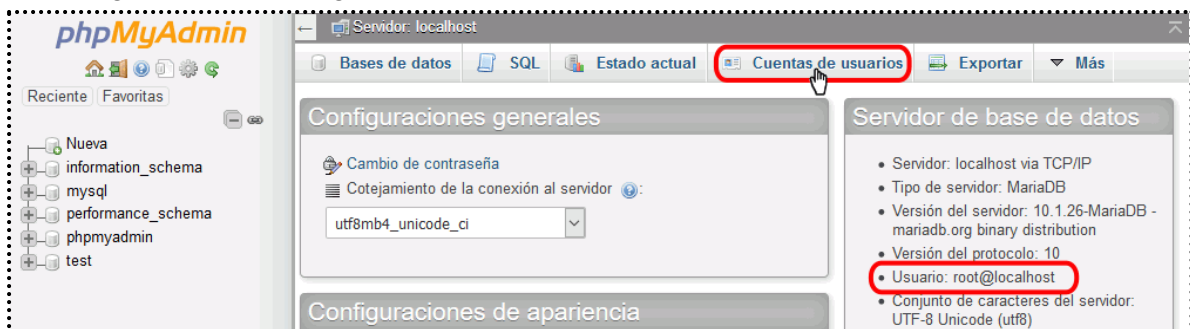 phpMyAdmin
Reciente Favoritas
Nueva
information_schema
mysql
performance_schema
phpmyadmin
test
Servidor: localhost
Bases de datos SQL Estado actual Cuentas de usuarios Exportar Más
Configuraciones generales
Cambio de contraseña
Cotejamiento de la conexión al servidor :
utf8mb4_unicode_ci
Configuraciones de apariencia
Servidor de base de datos
Servidor: localhost via TCP/IP
Tipo de servidor: MariaDB
Versión del servidor: 10.1.26-MariaDB -
mariadb.org binary distribution
Versión del protocolo: 10
Usuario: root@localhost
Conjunto de caracteres del servidor:
UTF-8 Unicode (utf8)